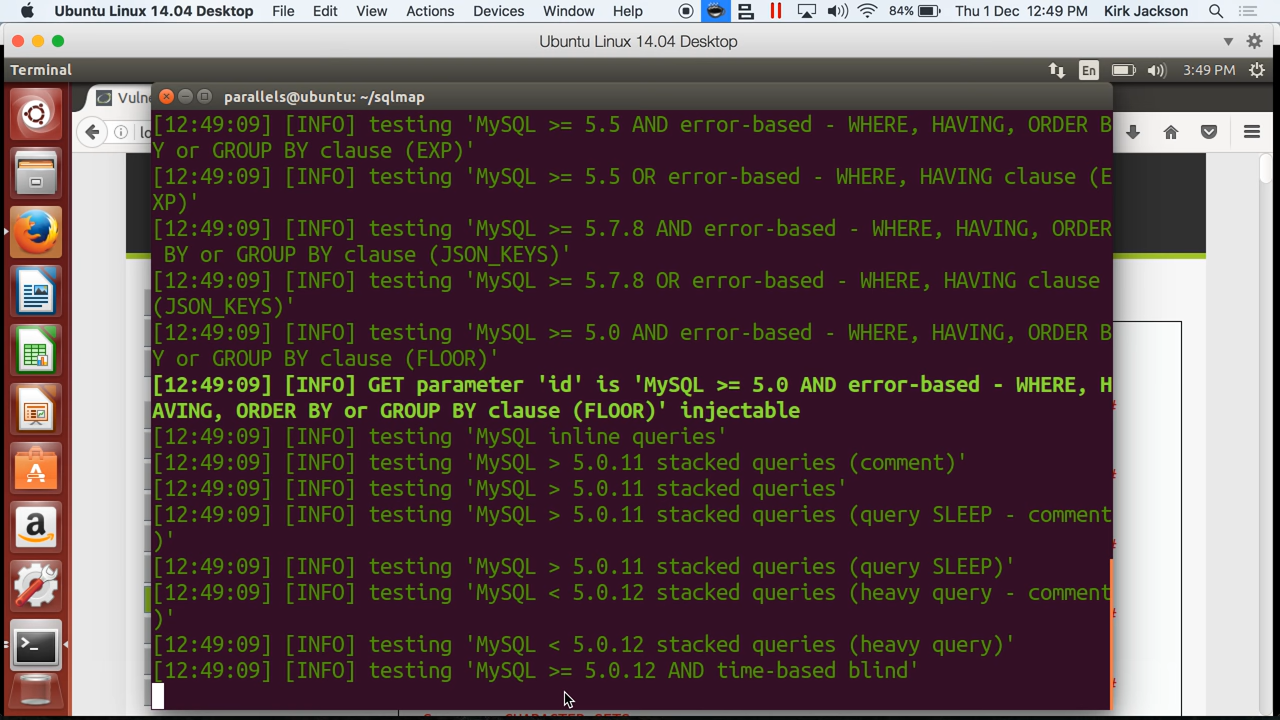 Ubuntu Linux 14.04 Desktop File Edit View Actions Devices Window Help 84% Thu 1 Dec 12:49 PM Kirk Jackson
Ubuntu Linux 14.04 Desktop
Terminal En 3:49 PM
Vulne
parallels@ubuntu: ~/sqlmap
lo
[12:49:09] [INFO] testing 'MySQL >= 5.5 AND error-based - WHERE, HAVING, ORDER B
Y or GROUP BY clause (EXP)'
[12:49:09] [INFO] testing 'MySQL >= 5.5 OR error-based - WHERE, HAVING clause (E
XP)'
[12:49:09] [INFO] testing 'MySQL >= 5.7.8 AND error-based - WHERE, HAVING, ORDER
BY or GROUP BY clause (JSON_KEYS)'
[12:49:09] [INFO] testing 'MySQL >= 5.7.8 OR error-based - WHERE, HAVING clause
(JSON_KEYS)'
[12:49:09] [INFO] testing 'MySQL >= 5.0 AND error-based - WHERE, HAVING, ORDER B
Y or GROUP BY clause (FLOOR)'
[12:49:09] [INFO] GET parameter 'id' is 'MySQL >= 5.0 AND error-based - WHERE, H
AVING, ORDER BY or GROUP BY clause (FLOOR)' injectable
[12:49:09] [INFO] testing 'MySQL inline queries'
[12:49:09] [INFO] testing 'MySQL > 5.0.11 stacked queries (comment)'
[12:49:09] [INFO] testing 'MySQL > 5.0.11 stacked queries'
[12:49:09] [INFO] testing 'MySQL > 5.0.11 stacked queries (query SLEEP - comment
)'
[12:49:09] [INFO] testing 'MySQL > 5.0.11 stacked queries (query SLEEP)'
[12:49:09] [INFO] testing 'MySQL < 5.0.12 stacked queries (heavy query - comment
)'
[12:49:09] [INFO] testing 'MySQL < 5.0.12 stacked queries (heavy query)'
[12:49:09] [INFO] testing 'MySQL >= 5.0.12 AND time-based blind'